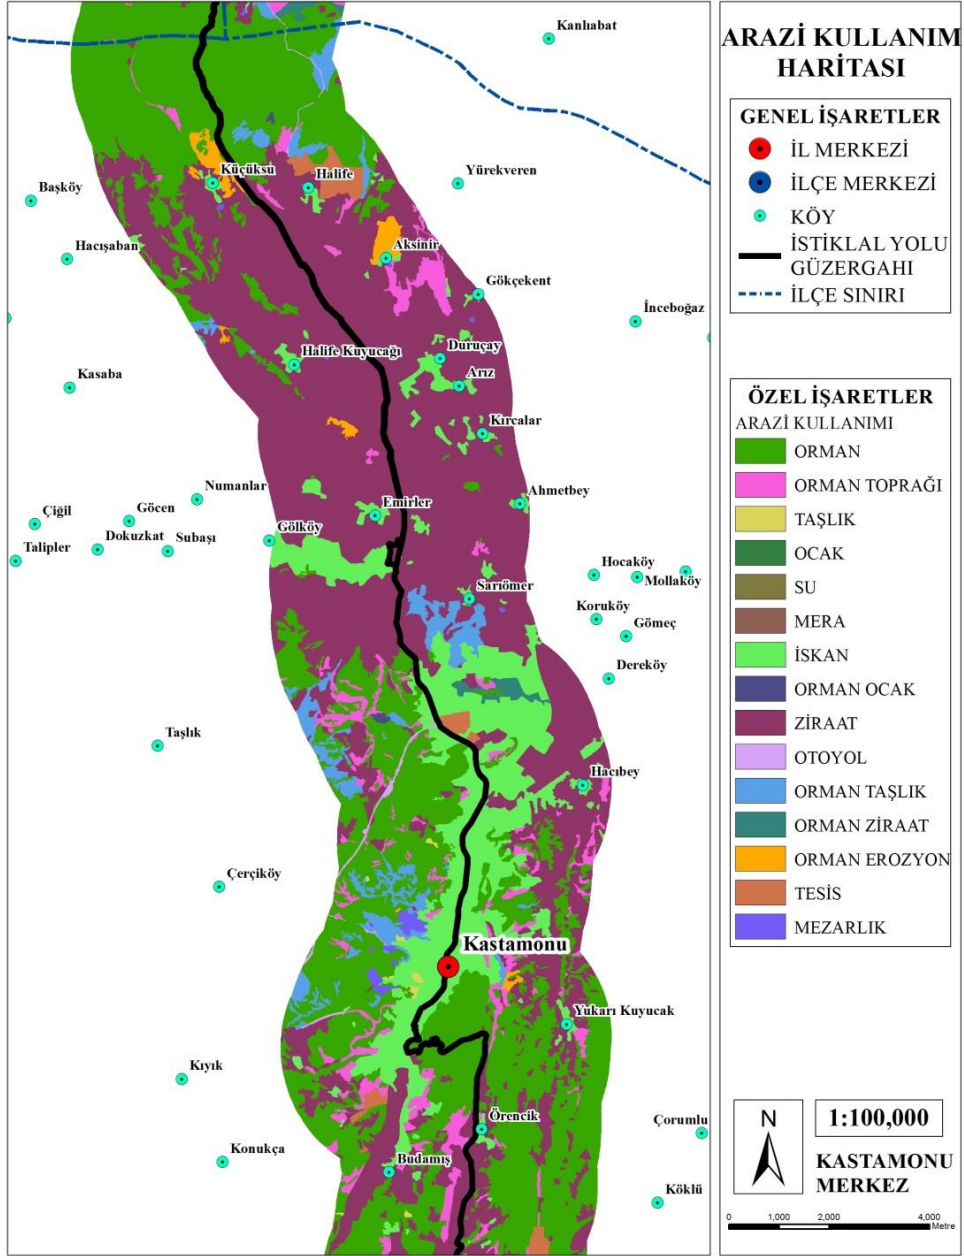 Kanlıabat
Küçüksu
Halife
Yürekveren
Başköy
Hacışaban
Aksinir
Gökçekent
İnceboğaz
Halife Kuyucağı
Duruçay
Arız
Kasaba
Kırcalar
Numanlar
Ahmetbey
Çiğil
Göcen
Emirler
Gölköy
Talipler
Dokuzkat
Subaşı
Hocaköy
Mollaköy
Sarıömer
Koruköy
Gömeç
Dereköy
Taşlık
Hacıbey
Çerçiköy
Kastamonu
Yukarı Kuyucak
Kıyık
Örencik
Çorumlu
Konukça
Budamış
Köklü
ARAZİ KULLANIM
HARİTASI
GENEL İŞARETLER
İL MERKEZİ
İLÇE MERKEZİ
KÖY
İSTİKLAL YOLU
GÜZERGAHI
İLÇE SINIRI
ÖZEL İŞARETLER
ARAZİ KULLANIMI
ORMAN
ORMAN TOPRAĞI
TAŞLIK
OCAK
SU
MERA
İSKAN
ORMAN OCAK
ZİRAAT
OTOYOL
ORMAN TAŞLIK
ORMAN ZİRAAT
ORMAN EROZYON
TESİS
MEZARLIK
N
1:100,000
KASTAMONU
MERKEZ
0 1,000 2,000 4,000
Metre